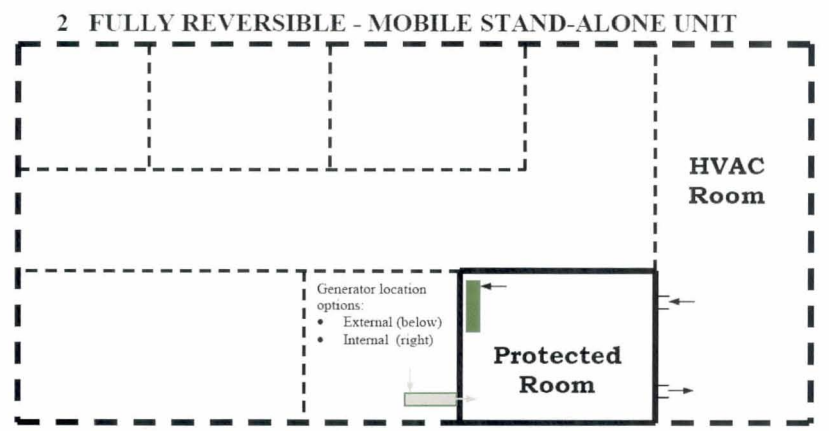 2 FULLY REVERSIBLE - MOBILE STAND-ALONE UNIT
HVAC
Room
Generator location
options:
• External (below)
• Internal (right)
Protected
Room